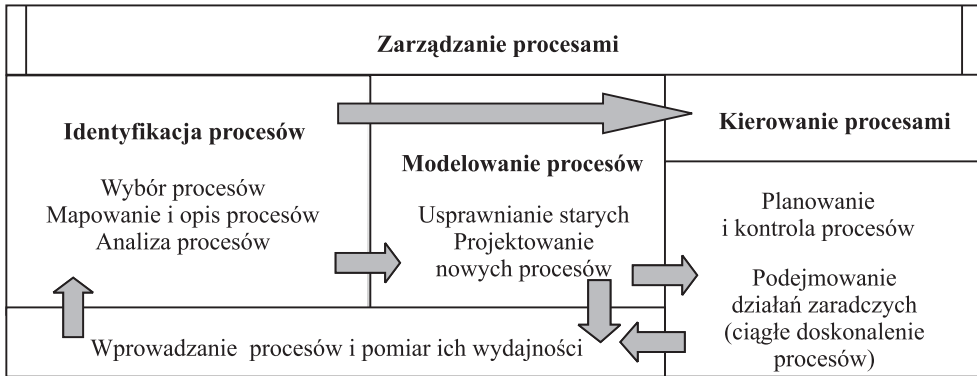 Zarządzanie procesami
Identyfikacja procesów
Wybór procesów
Mapowanie i opis procesów
Analiza procesów
Modelowanie procesów
Usprawnianie starych
Projektowanie
nowych procesów
Kierowanie procesami
Planowanie
i kontrola procesów
Podejmowanie
działań zaradczych
(ciągłe doskonalenie
procesów)
Wprowadzanie procesów i pomiar ich wydajności